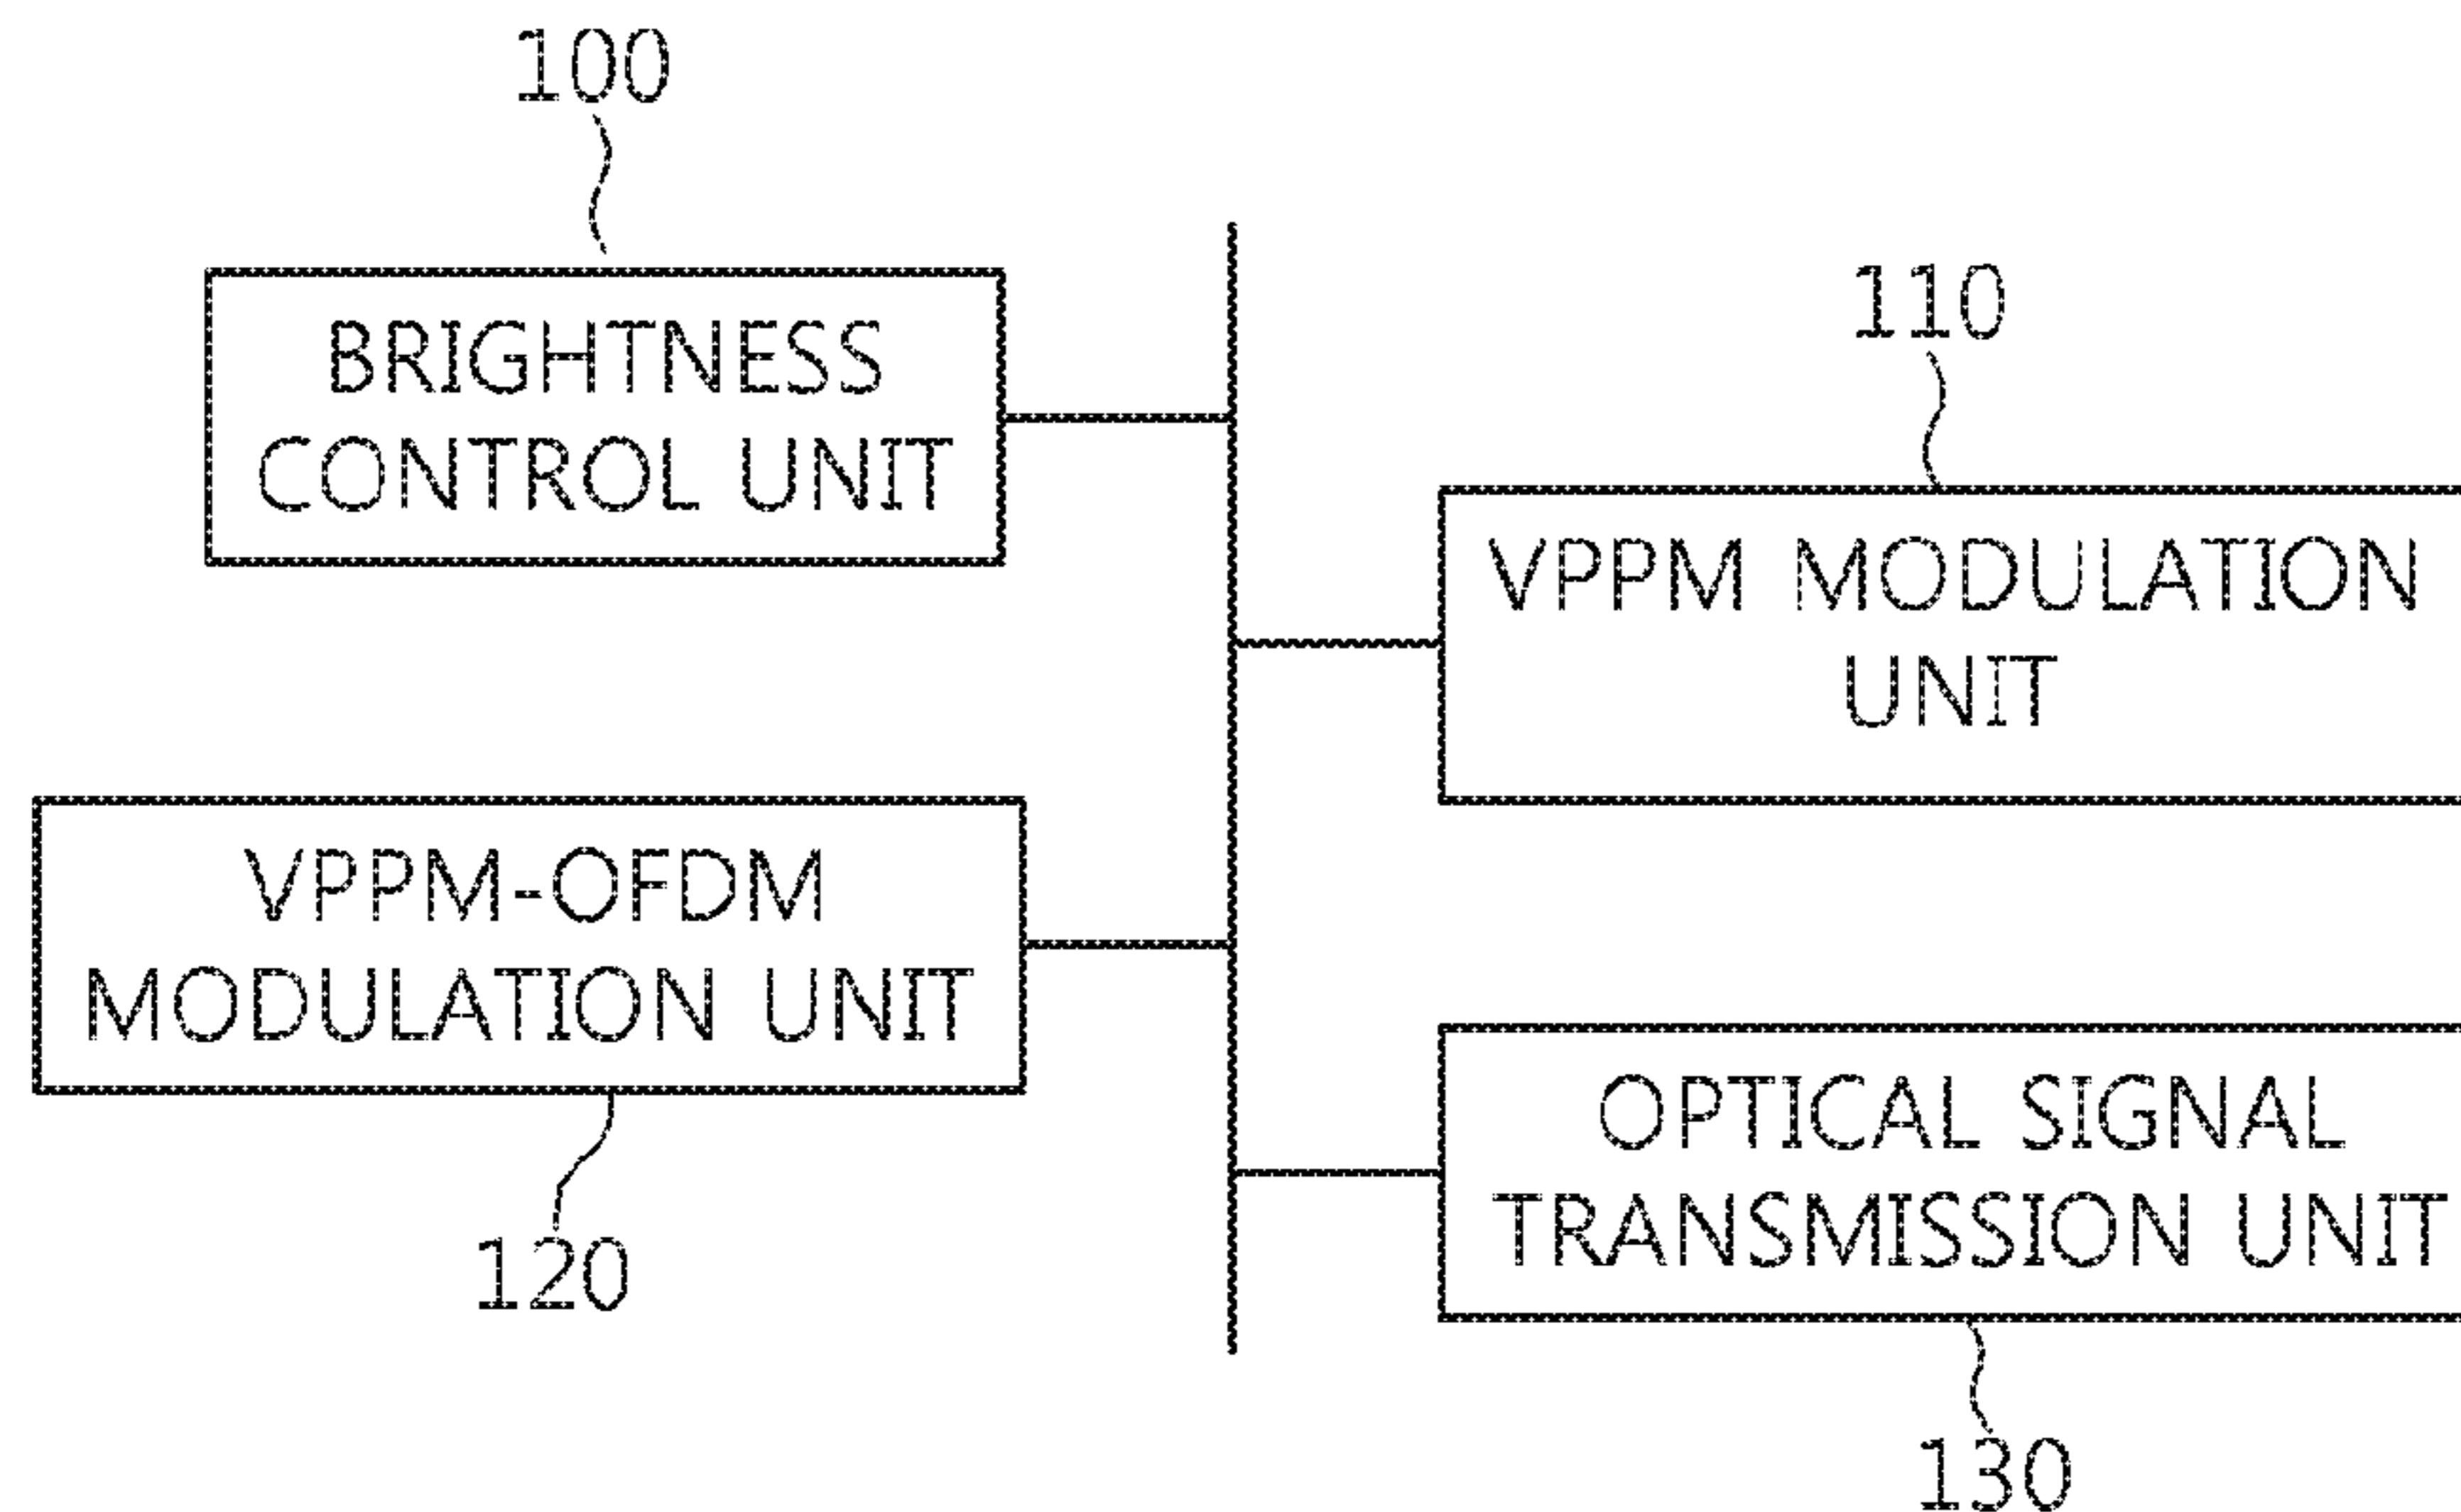 100
BRIGHTNESS
CONTROL UNIT
110
VPPM MODULATION
UNIT
VPPM-OFDM
MODULATION UNIT
120
OPTICAL SIGNAL
TRANSMISSION UNIT
130